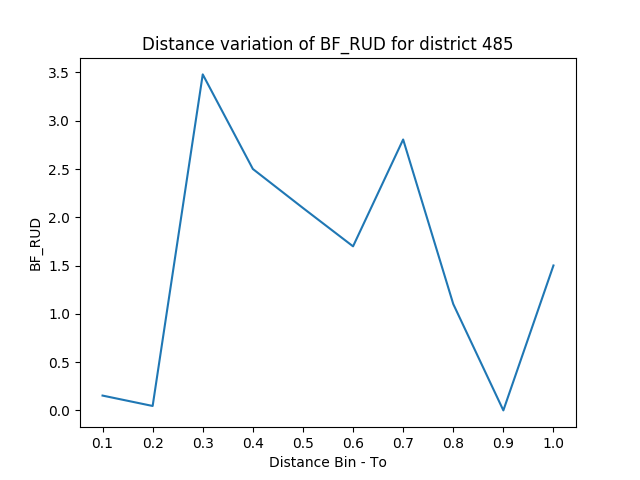 Distance variation of BF_RUD for district 485
3.5
3.0
2.5
2.0
1.5
1.0
0.5
0.0
BF_RUD
0.1 0.2 0.3 0.4 0.5 0.6 0.7 0.8 0.9 1.0
Distance Bin - To